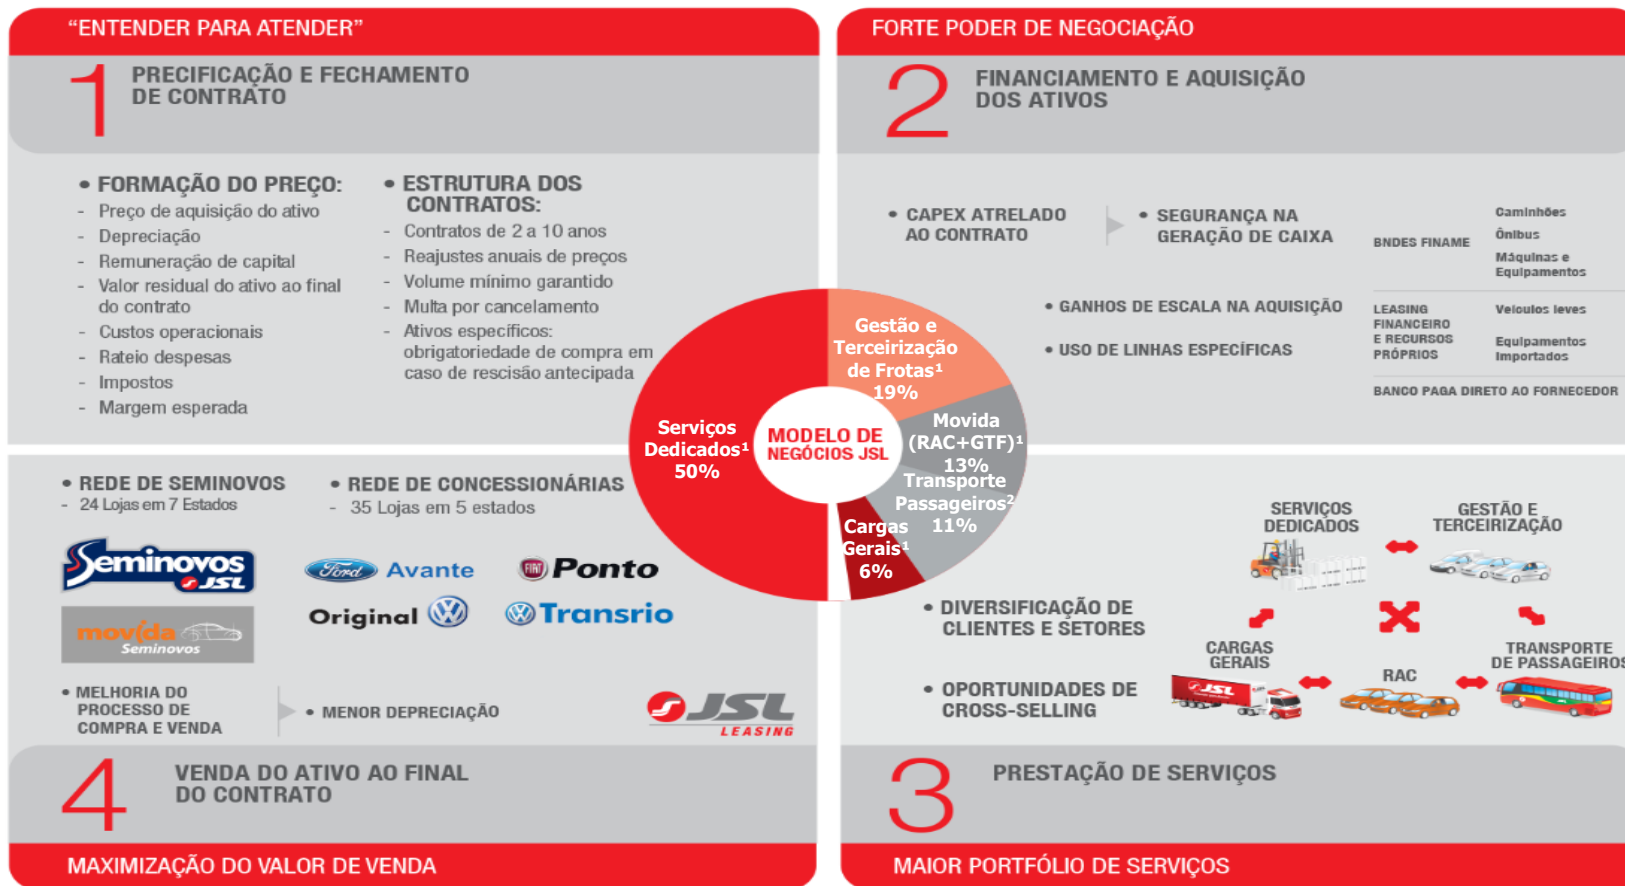 “ENTENDER PARA ATENDER”
1
PRECIFICAÇÃO E FECHAMENTO
DE CONTRATO
• FORMAÇÃO DO PREÇO:
- Preço de aquisição do ativo
- Depreciação
- Remuneração de capital
- Valor residual do ativo ao final
do contrato
- Custos operacionais
- Rateio despesas
- Impostos
- Margem esperada
• ESTRUTURA DOS
CONTRATOS:
- Contratos de 2 a 10 anos
- Reajustes anuais de preços
- Volume mínimo garantido
- Multa por cancelamento
- Ativos específicos:
obrigatoriedade de compra em
caso de rescisão antecipada
FORTE PODER DE NEGOCIAÇÃO
2
FINANCIAMENTO E AQUISIÇÃO
DOS ATIVOS
• CAPEX ATRELADO
AO CONTRATO
• SEGURANÇA NA
GERAÇÃO DE CAIXA
• GANHOS DE ESCALA NA AQUISIÇÃO
• USO DE LINHAS ESPECÍFICAS
BNDES FINAME
Caminhões
Ônibus
Máquinas e
Equipamentos
LEASING
FINANCEIRO
E RECURSOS
PRÓPRIOS
Veículos leves
Equipamentos
Importados
BANCO PAGA DIRETO AO FORNECEDOR
MODELO DE
NEGÓCIOS JSL
Serviços
Dedicados¹
50%
Gestão e
Terceirização
de Frotas¹
19%
Movida
(RAC+GTF)¹
13%
Transporte
Passageiros²
11%
Cargas
Gerais¹
6%
• REDE DE SEMINOVOS
- 24 Lojas em 7 Estados
• REDE DE CONCESSIONÁRIAS
- 35 Lojas em 5 estados
Seminovos
JSL
movida
Seminovos
Ford Avante
FIAT Ponto
Original
Transrio
• MELHORIA DO
PROCESSO DE
COMPRA E VENDA
• MENOR DEPRECIAÇÃO
JSL
LEASING
4
VENDA DO ATIVO AO FINAL
DO CONTRATO
MAXIMIZAÇÃO DO VALOR DE VENDA
• DIVERSIFICAÇÃO DE
CLIENTES E SETORES
• OPORTUNIDADES DE
CROSS-SELLING
SERVIÇOS
DEDICADOS
GESTÃO E
TERCEIRIZAÇÃO
CARGAS
GERAIS
JSL
RAC
TRANSPORTE
DE PASSAGEIROS
3
PRESTAÇÃO DE SERVIÇOS
MAIOR PORTFÓLIO DE SERVIÇOS